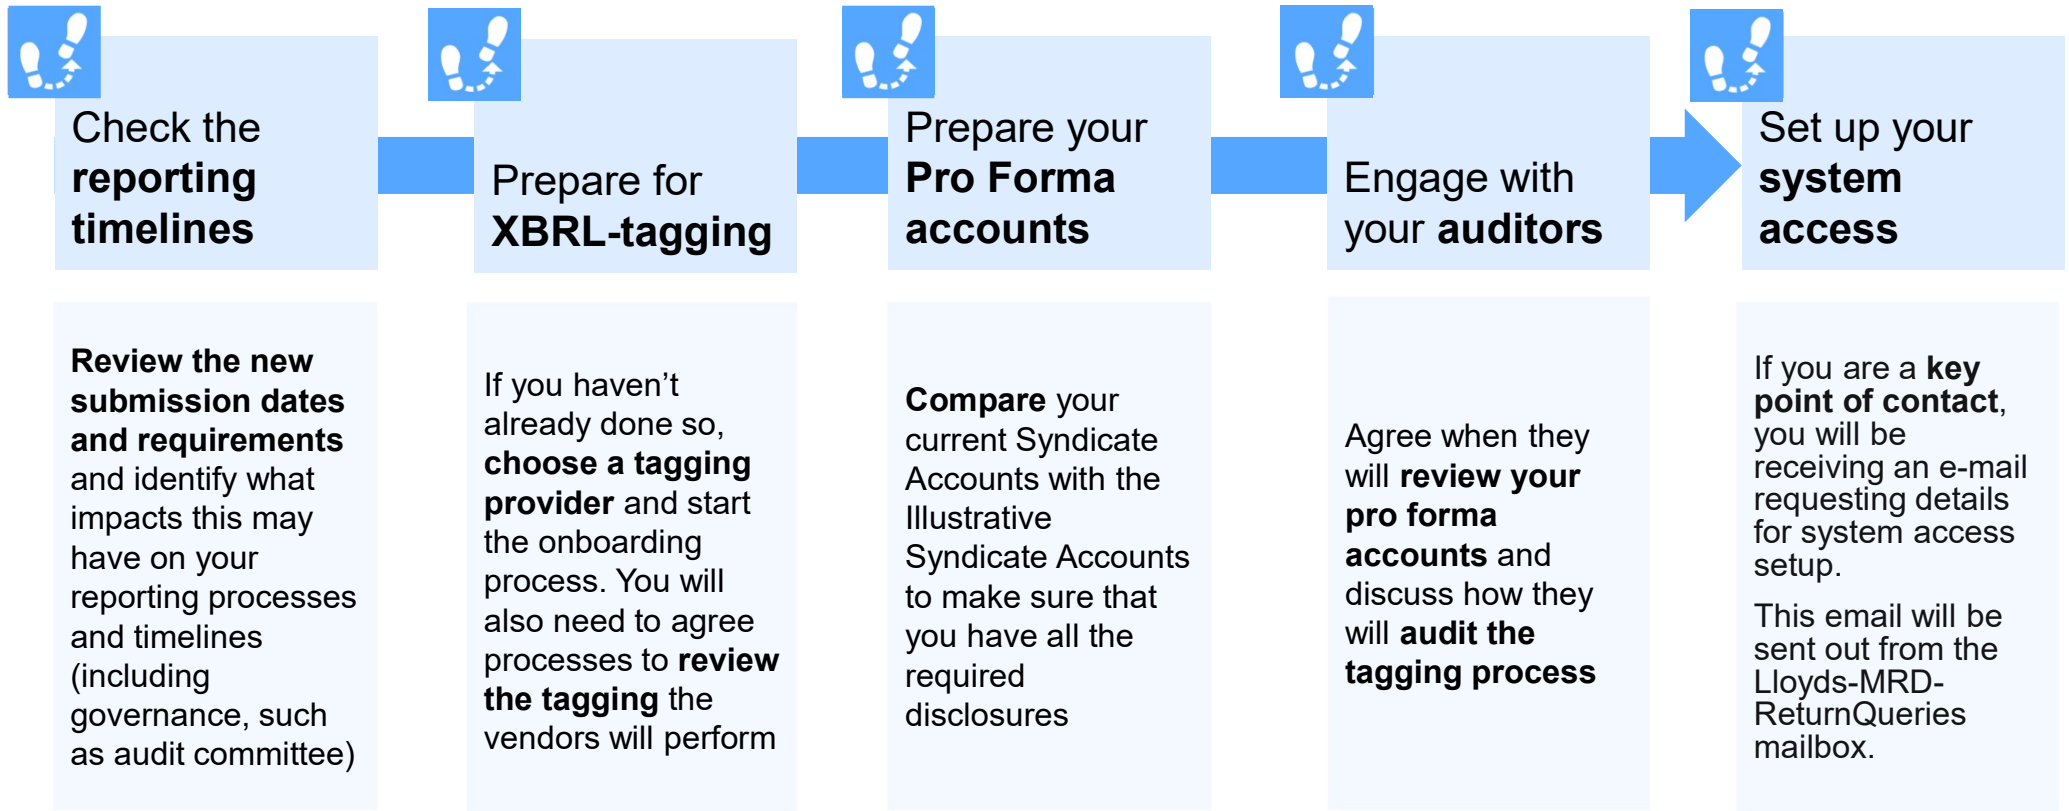 Check the
reporting
timelines
Prepare for
XBRL-tagging
Prepare your
Pro Forma
accounts
Engage with
your auditors
Set up your
system
access
Review the new
submission dates
and requirements
and identify what
impacts this may
have on your
reporting processes
and timelines
(including
governance, such
as audit committee)
If you haven’t
already done so,
choose a tagging
provider and start
the onboarding
process. You will
also need to agree
processes to review
the tagging the
vendors will perform
Compare your
current Syndicate
Accounts with the
Illustrative
Syndicate Accounts
to make sure that
you have all the
required
disclosures
Agree when they
will review your
pro forma
accounts and
discuss how they
will audit the
tagging process
If you are a key
point of contact,
you will be
receiving an e-mail
requesting details
for system access
setup.
This email will be
sent out from the
Lloyds-MRD-
ReturnQueries
mailbox.